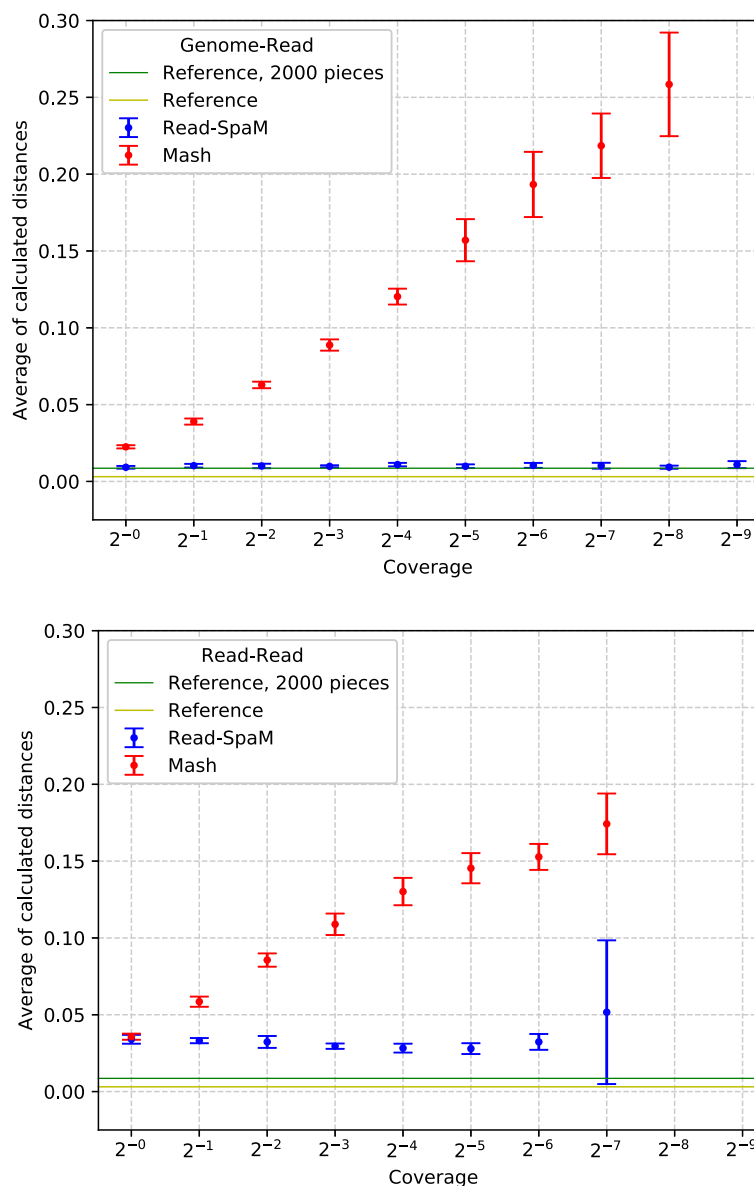 Genome-Read
Reference, 2000 pieces
Reference
Read-SpaM
Mash
Average of calculated distances
0.30
0.25
0.20
0.15
0.10
0.05
0.00
2⁻⁰ 2⁻¹ 2⁻² 2⁻³ 2⁻⁴ 2⁻⁵ 2⁻⁶ 2⁻⁷ 2⁻⁸ 2⁻⁹
Coverage
Read-Read
Reference, 2000 pieces
Reference
Read-SpaM
Mash
Average of calculated distances
0.30
0.25
0.20
0.15
0.10
0.05
0.00
2⁻⁰ 2⁻¹ 2⁻² 2⁻³ 2⁻⁴ 2⁻⁵ 2⁻⁶ 2⁻⁷ 2⁻⁸ 2⁻⁹
Coverage